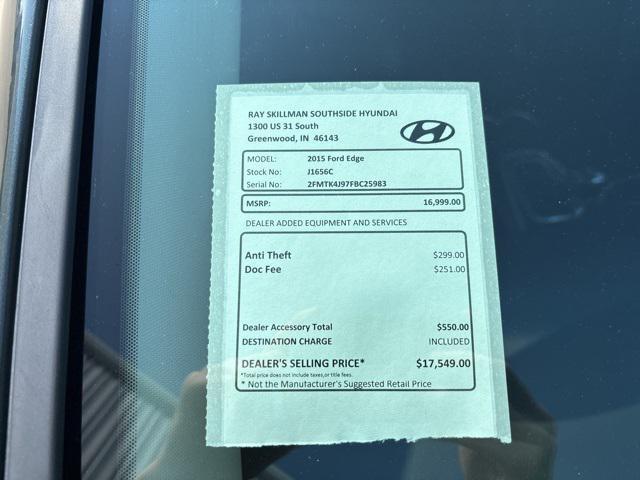 RAY SKILLMAN SOUTHSIDE HYUNDAI
1300 US 31 South
Greenwood, IN 46143
MODEL: 2015 Ford Edge
Stock No: J1656C
Serial No: 2FMTK4J97FBC25983
MSRP: 16,999.00
DEALER ADDED EQUIPMENT AND SERVICES
Anti Theft $299.00
Doc Fee $251.00
Dealer Accessory Total $550.00
DESTINATION CHARGE INCLUDED
DEALER'S SELLING PRICE* $17,549.00
*Total price does not include taxes,or title fees.
* Not the Manufacturer's Suggested Retail Price